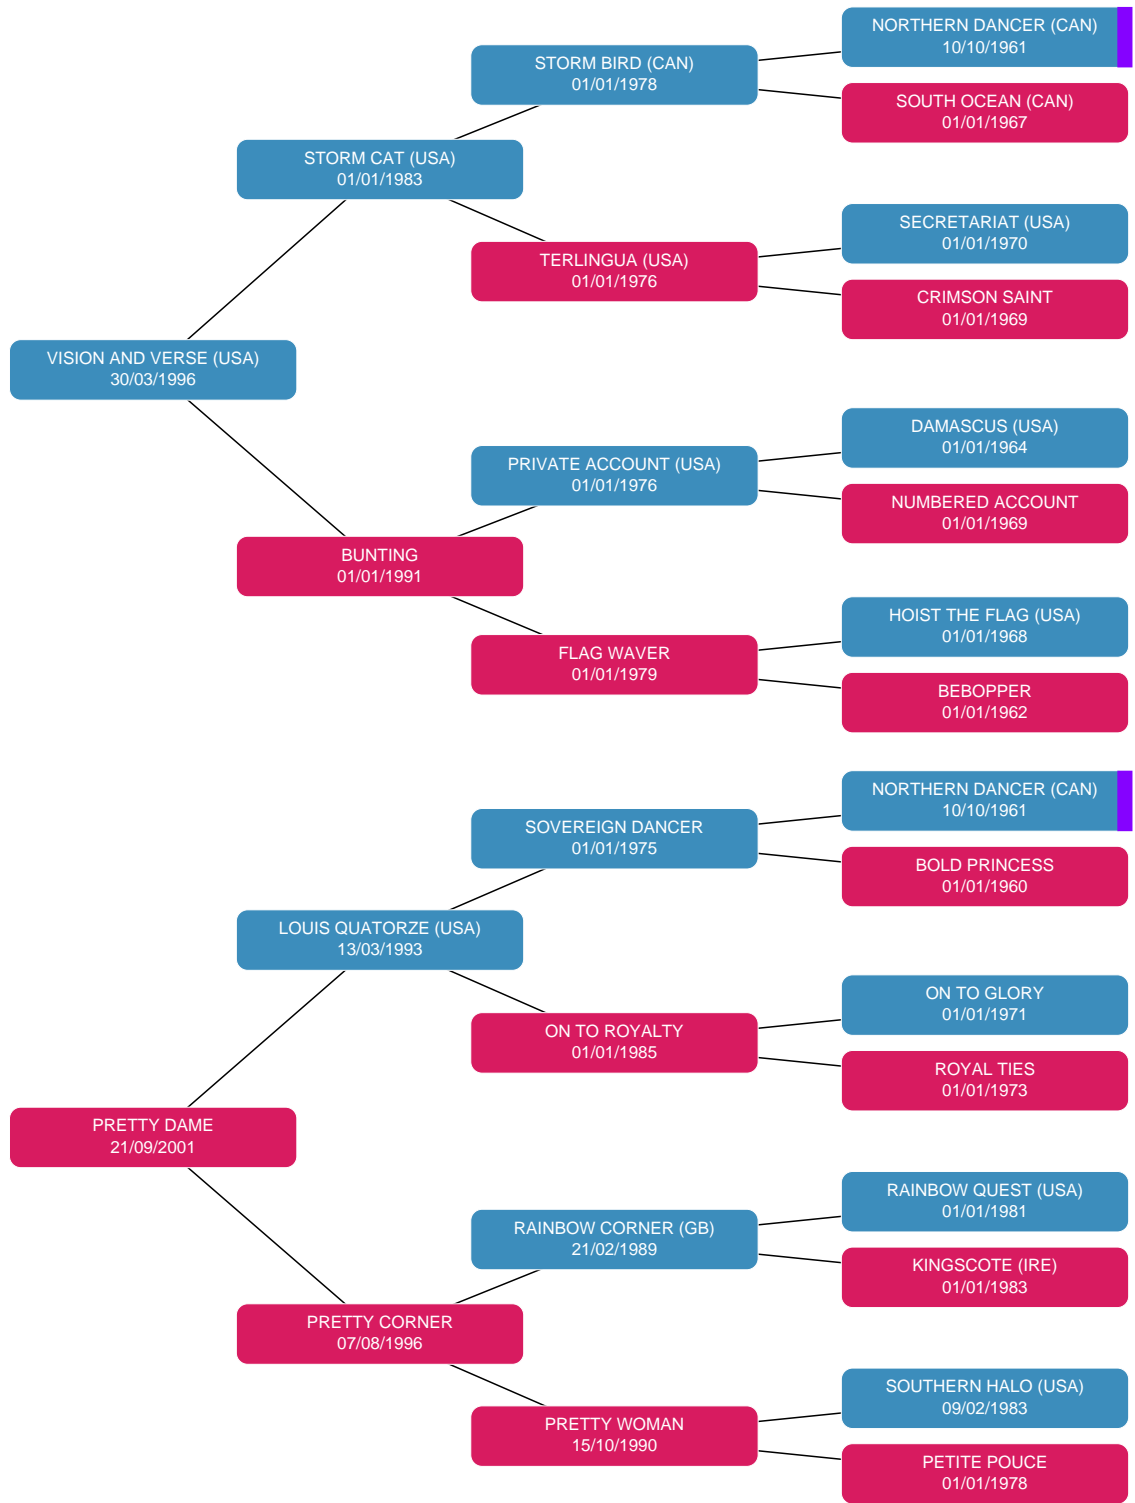 NORTHERN DANCER (CAN)
10/10/1961
STORM BIRD (CAN)
01/01/1978
SOUTH OCEAN (CAN)
01/01/1967
STORM CAT (USA)
01/01/1983
SECRETARIAT (USA)
01/01/1970
TERLINGUA (USA)
01/01/1976
CRIMSON SAINT
01/01/1969
VISION AND VERSE (USA)
30/03/1996
DAMASCUS (USA)
01/01/1964
PRIVATE ACCOUNT (USA)
01/01/1976
NUMBERED ACCOUNT
01/01/1969
BUNTING
01/01/1991
HOIST THE FLAG (USA)
01/01/1968
FLAG WAVER
01/01/1979
BEBOPPER
01/01/1962
NORTHERN DANCER (CAN)
10/10/1961
SOVEREIGN DANCER
01/01/1975
BOLD PRINCESS
01/01/1960
LOUIS QUATORZE (USA)
13/03/1993
ON TO GLORY
01/01/1971
ON TO ROYALTY
01/01/1985
ROYAL TIES
01/01/1973
PRETTY DAME
21/09/2001
RAINBOW QUEST (USA)
01/01/1981
RAINBOW CORNER (GB)
21/02/1989
KINGSCOTE (IRE)
01/01/1983
PRETTY CORNER
07/08/1996
SOUTHERN HALO (USA)
09/02/1983
PRETTY WOMAN
15/10/1990
PETITE POUCE
01/01/1978